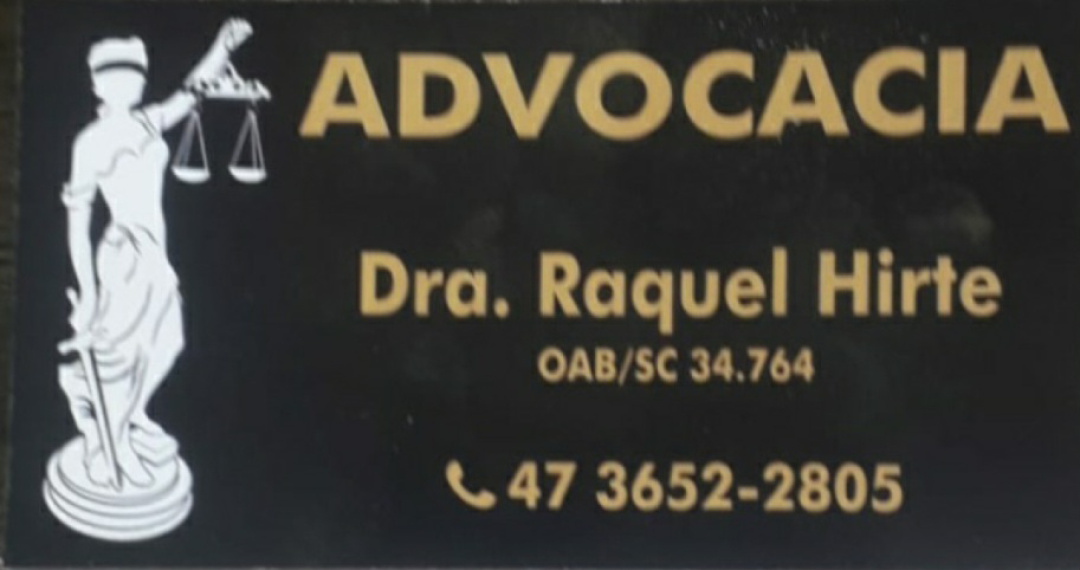 ADVOCACIA
Dra. Raquel Hirte
OAB/SC 34.764
47 3652-2805